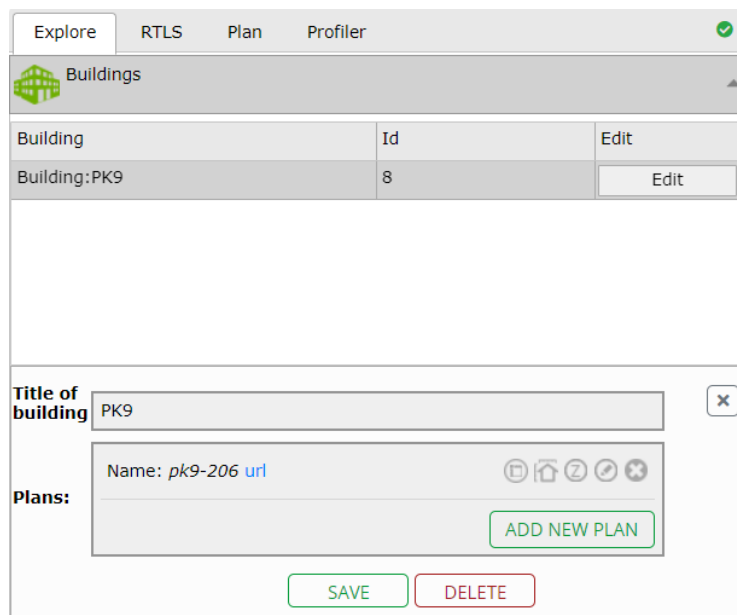 Explore RTLS Plan Profiler
Buildings
Building Id Edit
Building:PK9 8 Edit
Title of
building
PK9
Name: pk9-206 url
Z
Plans:
ADD NEW PLAN
SAVE DELETE